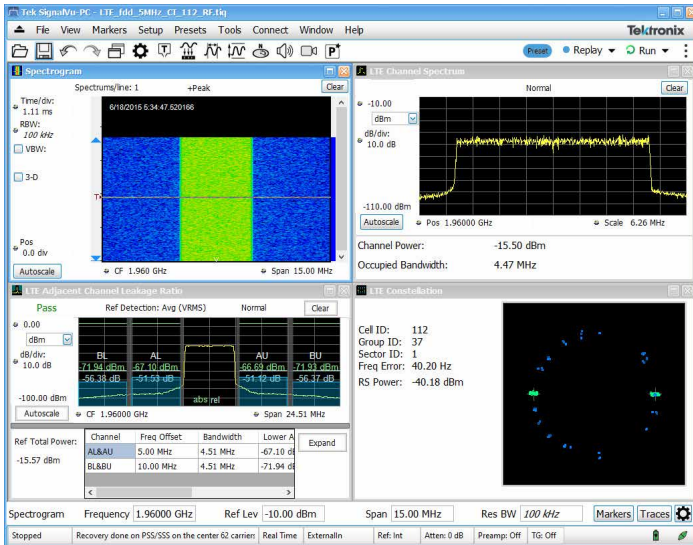 Tek SignalVu-PC - LTE_fdd_5MHz_CT_112_RF.tiq
File View Markers Setup Presets Tools Connect Window Help
Tektronix
Preset Replay Run
Spectrogram
Spectrums/line: 1 +Peak Clear
Time/div:
1.11 ms
RBW:
100 kHz
VBW:
3-D
6/18/2015 5:34:47.520166
T
Pos
0.0 div
Autoscale CF 1.960 GHz Span 15.00 MHz
LTE Channel Spectrum
Normal Clear
-10.00
dBm
dB/div:
10.0 dB
-110.00 dBm
Autoscale Pos 1.96000 GHz Scale 6.26 MHz
Channel Power: -15.50 dBm
Occupied Bandwidth: 4.47 MHz
LTE Adjacent Channel Leakage Ratio
Pass Ref Detection: Avg (VRMS) Normal Clear
0.00
dBm
dB/div:
10.0 dB
BL AL AU BU
-71.94 dBm -67.10 dBm -66.69 dBm -71.93 dBm
-56.38 dB -51.53 dB -51.12 dB -56.37 dB
abs rel
-100.00 dBm
Autoscale CF 1.96000 GHz Span 24.51 MHz
Ref Total Power:
-15.57 dBm
Channel Freq Offset Bandwidth Lower A
AL&AU 5.00 MHz 4.51 MHz -67.10 dB
BL&BU 10.00 MHz 4.51 MHz -71.94 dB
Expand
LTE Constellation
Cell ID: 112
Group ID: 37
Sector ID: 1
Freq Error: 40.20 Hz
RS Power: -40.18 dBm
Spectrogram Frequency 1.96000 GHz Ref Lev -10.00 dBm Span 15.00 MHz Res BW 100 kHz Markers Traces
Stopped Recovery done on PSS/SSS on the center 62 carriers Real Time ExternalIn Ref: Int Atten: 0 dB Preamp: Off TG: Off